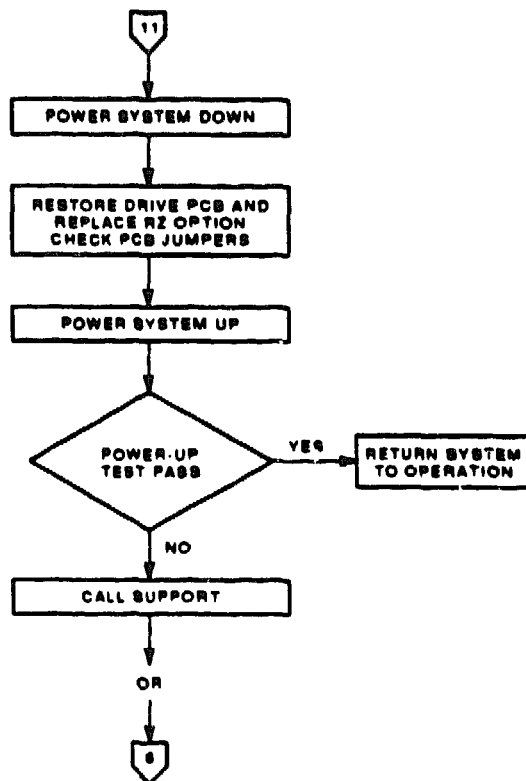 11
POWER SYSTEM DOWN
RESTORE DRIVE PCB AND
REPLACE RZ OPTION
CHECK PCB JUMPERS
POWER SYSTEM UP
POWER-UP
TEST PASS
YES
RETURN SYSTEM
TO OPERATION
NO
CALL SUPPORT
OR